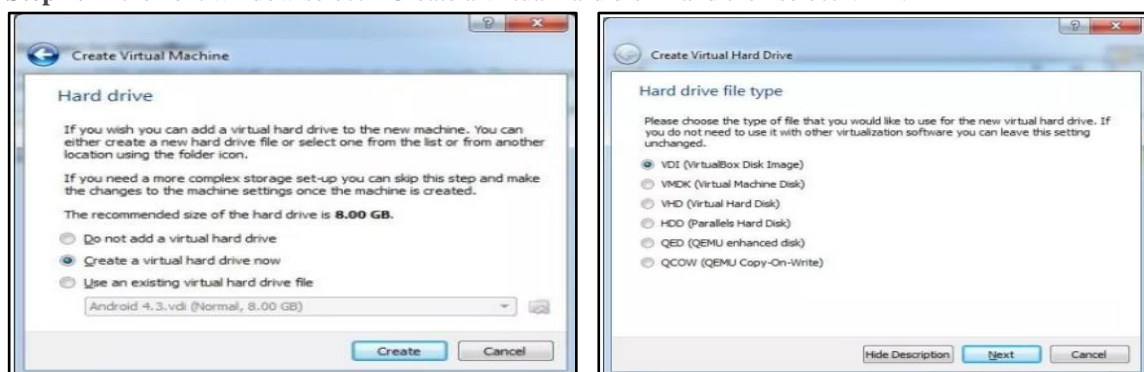 Create Virtual Machine
Hard drive
If you wish you can add a virtual hard drive to the new machine. You can
either create a new hard drive file or select one from the list or from another
location using the folder icon.
If you need a more complex storage set-up you can skip this step and make
the changes to the machine settings once the machine is created.
The recommended size of the hard drive is 8.00 GB.
Do not add a virtual hard drive
Create a virtual hard drive now
Use an existing virtual hard drive file
Android 4.3.vdi (Normal, 8.00 GB)
Create Cancel
Create Virtual Hard Drive
Hard drive file type
Please choose the type of file that you would like to use for the new virtual hard drive. If
you do not need to use it with other virtualization software you can leave this setting
unchanged.
VDI (VirtualBox Disk Image)
VMDK (Virtual Machine Disk)
VHD (Virtual Hard Disk)
HDD (Parallels Hard Disk)
QED (QEMU enhanced disk)
QCOW (QEMU Copy-On-Write)
Hide Description Next Cancel